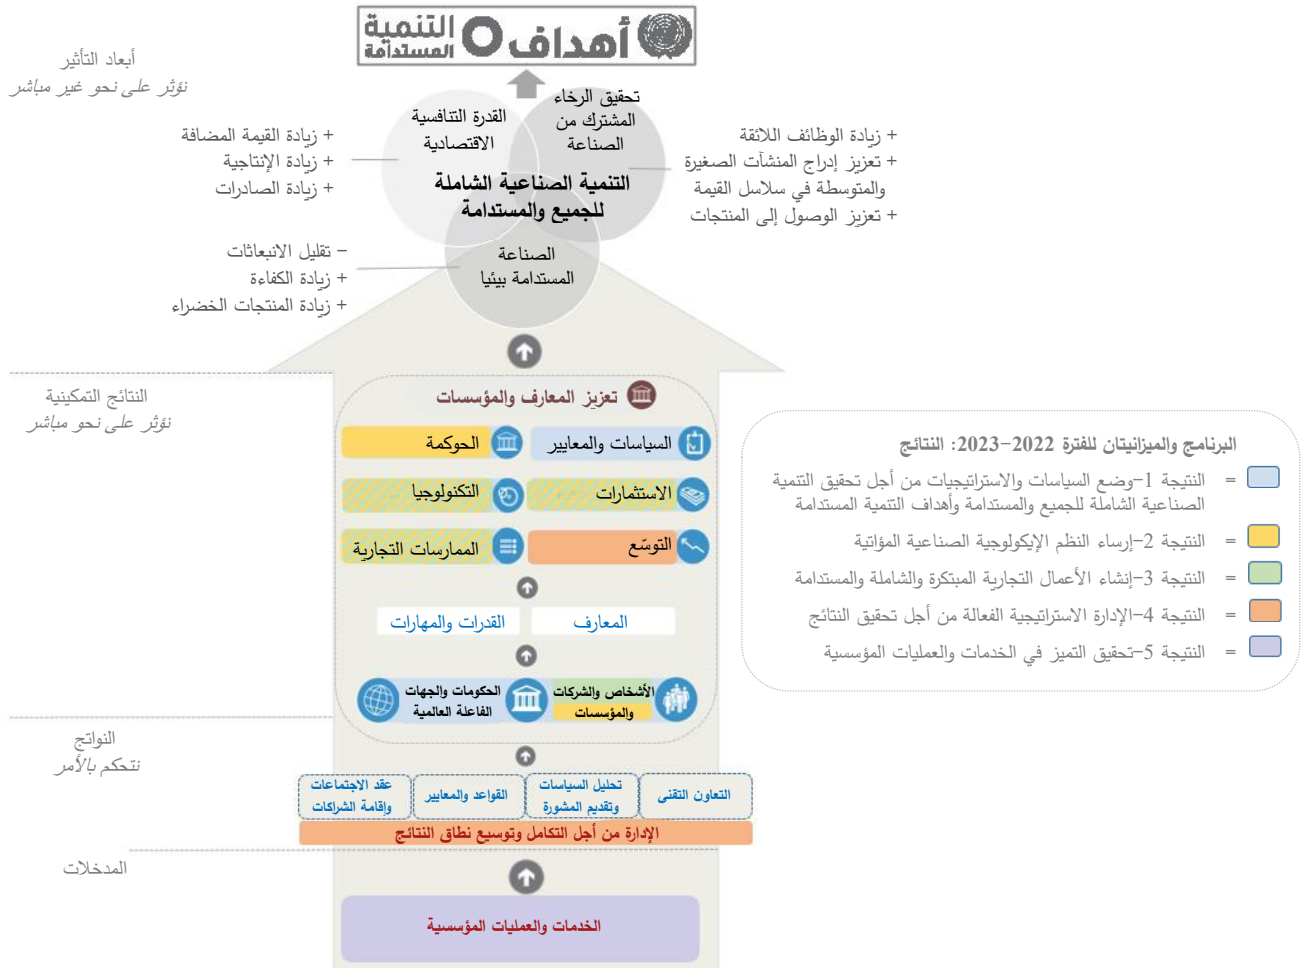 أهداف
التنمية
المستدامة
أبعاد التأثير
نؤثر على نحو غير مباشر
تحقيق الرخاء
المشترك من
الصناعة
القدرة التنافسية
الاقتصادية
+ زيادة الوظائف اللائقة
+ تعزيز إدراج المنشآت الصغيرة
والمتوسطة في سلاسل القيمة
+ تعزيز الوصول إلى المنتجات
+ زيادة القيمة المضافة
+ زيادة الإنتاجية
+ زيادة الصادرات
التنمية الصناعية الشاملة
للجميع والمستدامة
الصناعة
المستدامة بيئيا
– تقليل الانبعاثات
+ زيادة الكفاءة
+ زيادة المنتجات الخضراء
النتائج التمكينية
نؤثر على نحو مباشر
تعزيز المعارف والمؤسسات
السياسات والمعايير
الحوكمة
الاستثمارات
التكنولوجيا
التوسّع
الممارسات التجارية
المعارف
القدرات والمهارات
الأشخاص والشركات
والمؤسسات
الحكومات والجهات
الفاعلة العالمية
البرنامج والميزانيتان للفترة 2022–2023: النتائج
= النتيجة 1–وضع السياسات والاستراتيجيات من أجل تحقيق التنمية
الصناعية الشاملة للجميع والمستدامة وأهداف التنمية المستدامة
= النتيجة 2–إرساء النظم الإيكولوجية الصناعية المؤاتية
= النتيجة 3–إنشاء الأعمال التجارية المبتكرة والشاملة والمستدامة
= النتيجة 4–الإدارة الاستراتيجية الفعالة من أجل تحقيق النتائج
= النتيجة 5–تحقيق التميز في الخدمات والعمليات المؤسسية
النواتج
نتحكم بالأمر
التعاون التقني
تحليل السياسات
وتقديم المشورة
القواعد والمعايير
عقد الاجتماعات
وإقامة الشراكات
الإدارة من أجل التكامل وتوسيع نطاق النتائج
المدخلات
الخدمات والعمليات المؤسسية